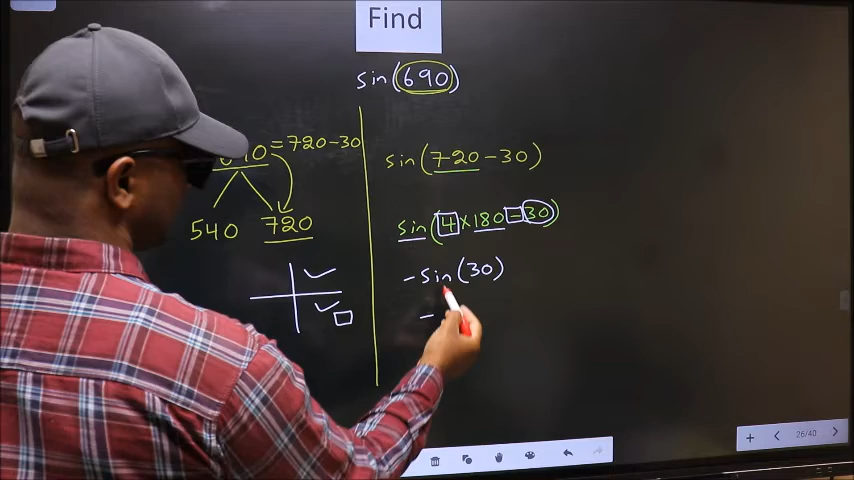 Find
sin(690)
= 720-30
540 720
sin(720-30)
sin(4×180-30)
-sin(30)
-
26/40